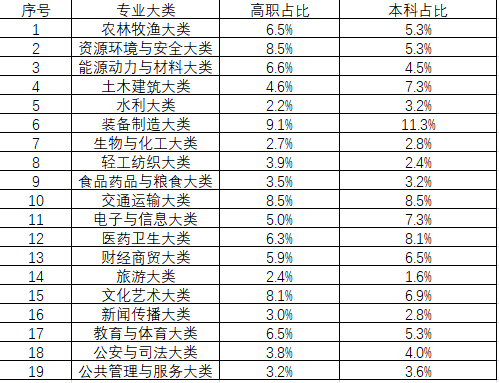 序号 专业大类 高职占比 本科占比
1 农林牧渔大类 6.5% 5.3%
2 资源环境与安全大类 8.5% 5.3%
3 能源动力与材料大类 6.6% 4.5%
4 土木建筑大类 4.6% 7.3%
5 水利大类 2.2% 3.2%
6 装备制造大类 9.1% 11.3%
7 生物与化工大类 2.7% 2.8%
8 轻工纺织大类 3.9% 2.4%
9 食品药品与粮食大类 3.5% 3.2%
10 交通运输大类 8.5% 8.5%
11 电子与信息大类 5.0% 7.3%
12 医药卫生大类 6.3% 8.1%
13 财经商贸大类 5.9% 6.5%
14 旅游大类 2.4% 1.6%
15 文化艺术大类 8.1% 6.9%
16 新闻传播大类 3.0% 2.8%
17 教育与体育大类 6.5% 5.3%
18 公安与司法大类 3.8% 4.0%
19 公共管理与服务大类 3.2% 3.6%